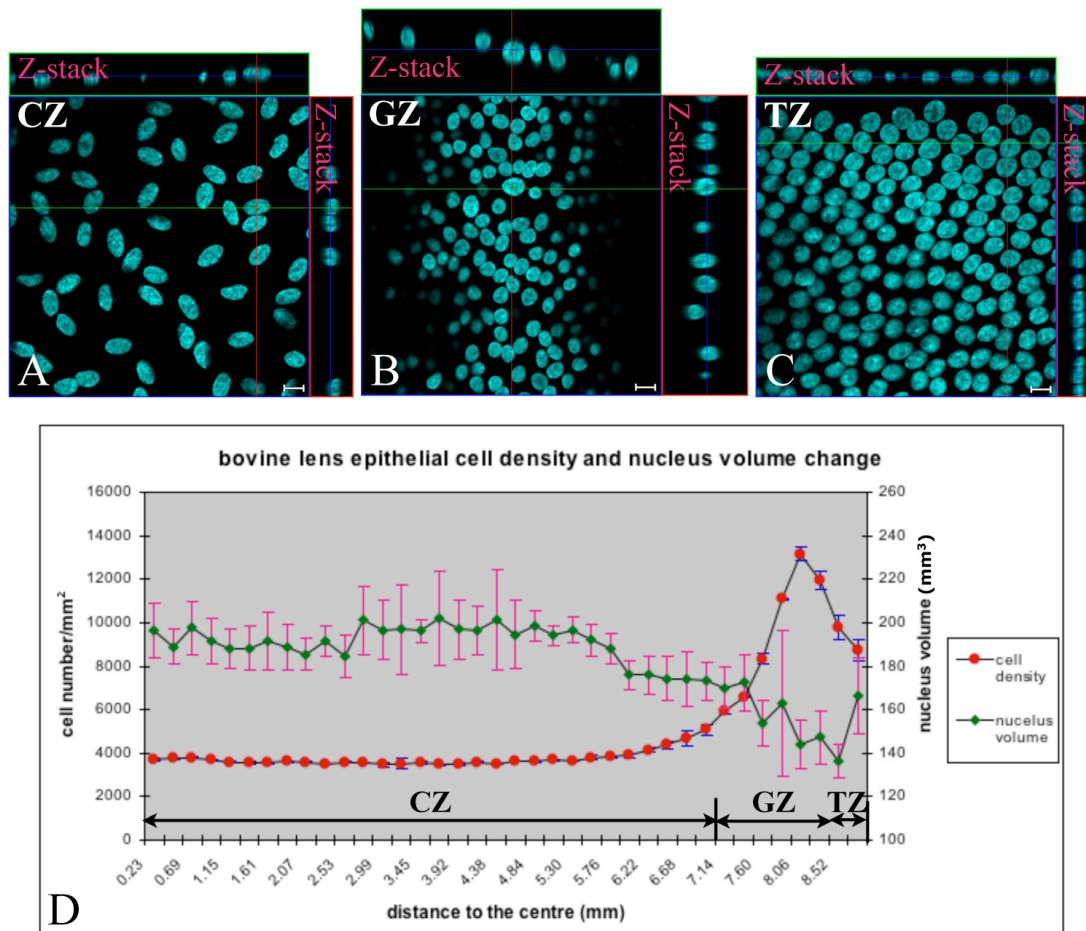 Z-stack
CZ
Z-stack
A
Z-stack
GZ
Z-stack
B
Z-stack
TZ
Z-stack
C
bovine lens epithelial cell density and nucleus volume change
16000
14000
12000
10000
8000
6000
4000
2000
0
cell number/mm²
260
240
220
200
180
160
140
120
100
nucleus volume (mm³)
CZ
GZ
TZ
0.23
0.69
1.15
1.61
2.07
2.53
2.99
3.45
3.92
4.38
4.84
5.30
5.76
6.22
6.68
7.14
7.60
8.06
8.52
distance to the centre (mm)
cell
density
nucelus
volume
D